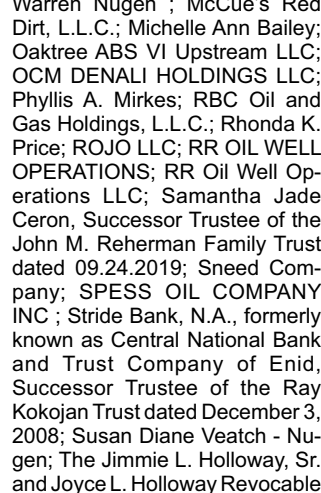 Warren Nugen ; McCue's Red
Dirt, L.L.C.; Michelle Ann Bailey;
Oaktree ABS VI Upstream LLC;
OCM DENALI HOLDINGS LLC;
Phyllis A. Mirkes; RBC Oil and
Gas Holdings, L.L.C.; Rhonda K.
Price; ROJO LLC; RR OIL WELL
OPERATIONS; RR Oil Well Op-
erations LLC; Samantha Jade
Ceron, Successor Trustee of the
John M. Reherman Family Trust
dated 09.24.2019; Sneed Com-
pany; SPESS OIL COMPANY
INC ; Stride Bank, N.A., formerly
known as Central National Bank
and Trust Company of Enid,
Successor Trustee of the Ray
Kokojan Trust dated December 3,
2008; Susan Diane Veatch - Nu-
gen; The Jimmie L. Holloway, Sr.
and Joyce L. Holloway Revocable